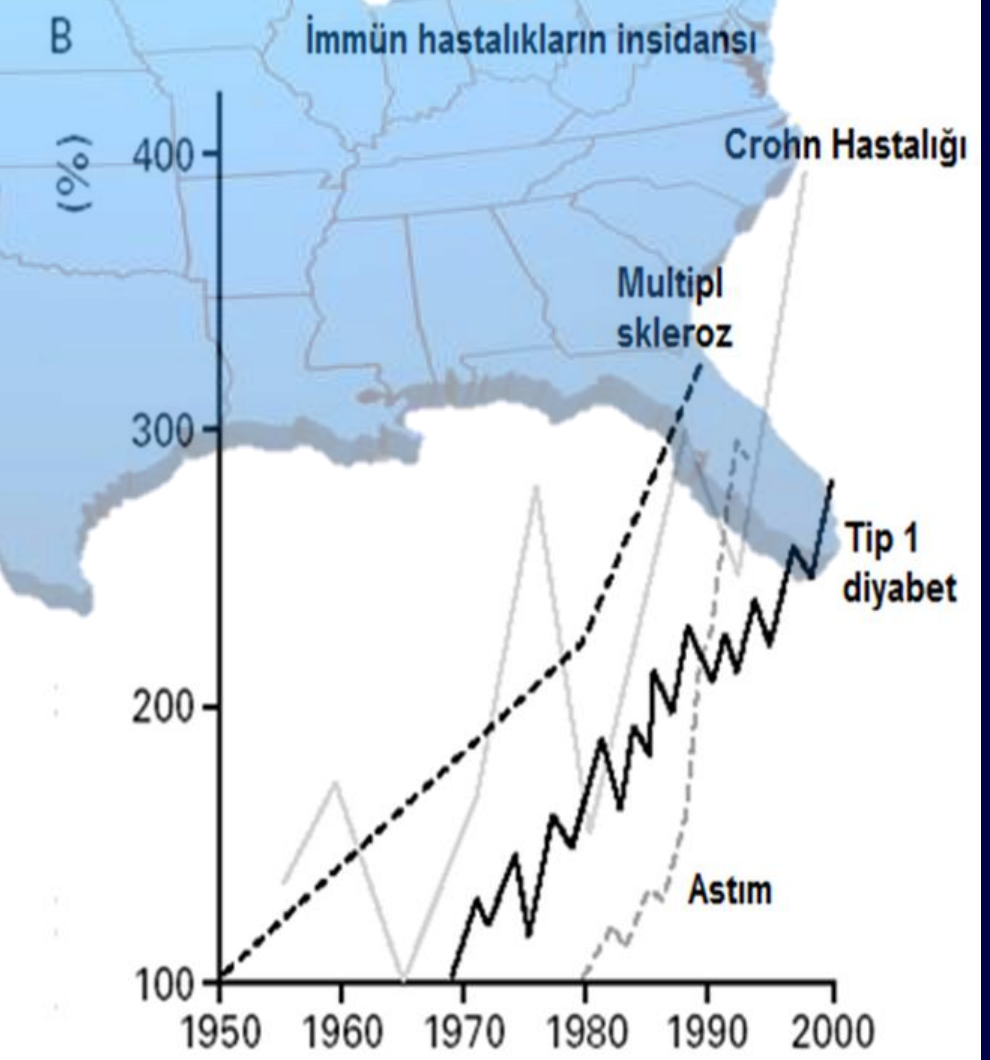 B
İmmün hastalıkların insidansı
(%)
400
Crohn Hastalığı
Multipl
skleroz
300
Tip 1
diyabet
200
Astım
100
1950 1960 1970 1980 1990 2000